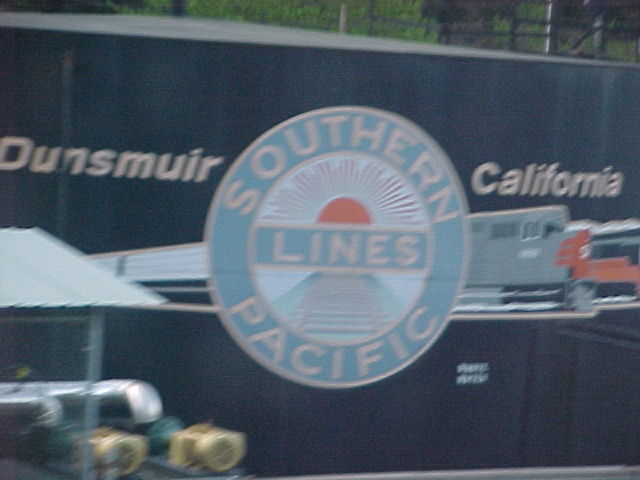 Dunsmuir California
SOUTHERN
LINES
PACIFIC